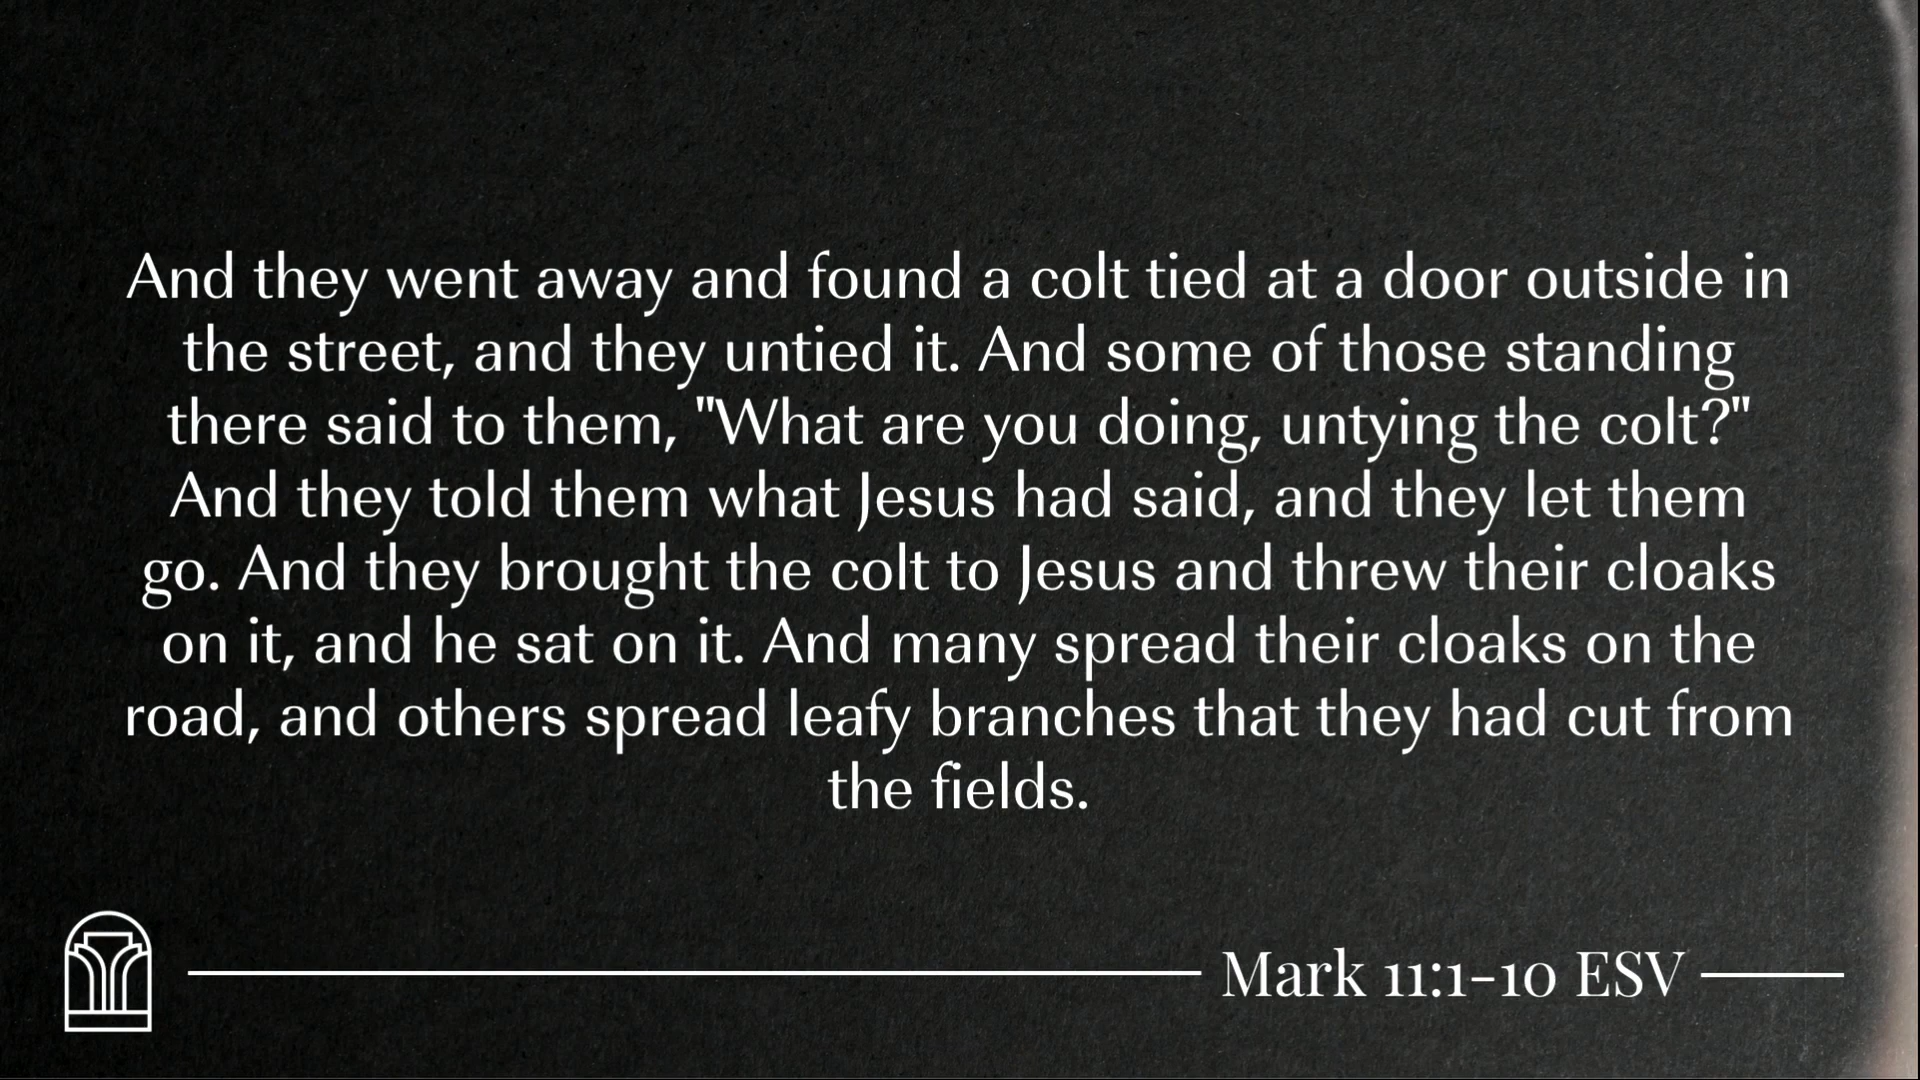 And they went away and found a colt tied at a door outside in
the street, and they untied it. And some of those standing
there said to them, "What are you doing, untying the colt?"
And they told them what Jesus had said, and they let them
go. And they brought the colt to Jesus and threw their cloaks
on it, and he sat on it. And many spread their cloaks on the
road, and others spread leafy branches that they had cut from
the fields.
Mark 11:1-10 ESV